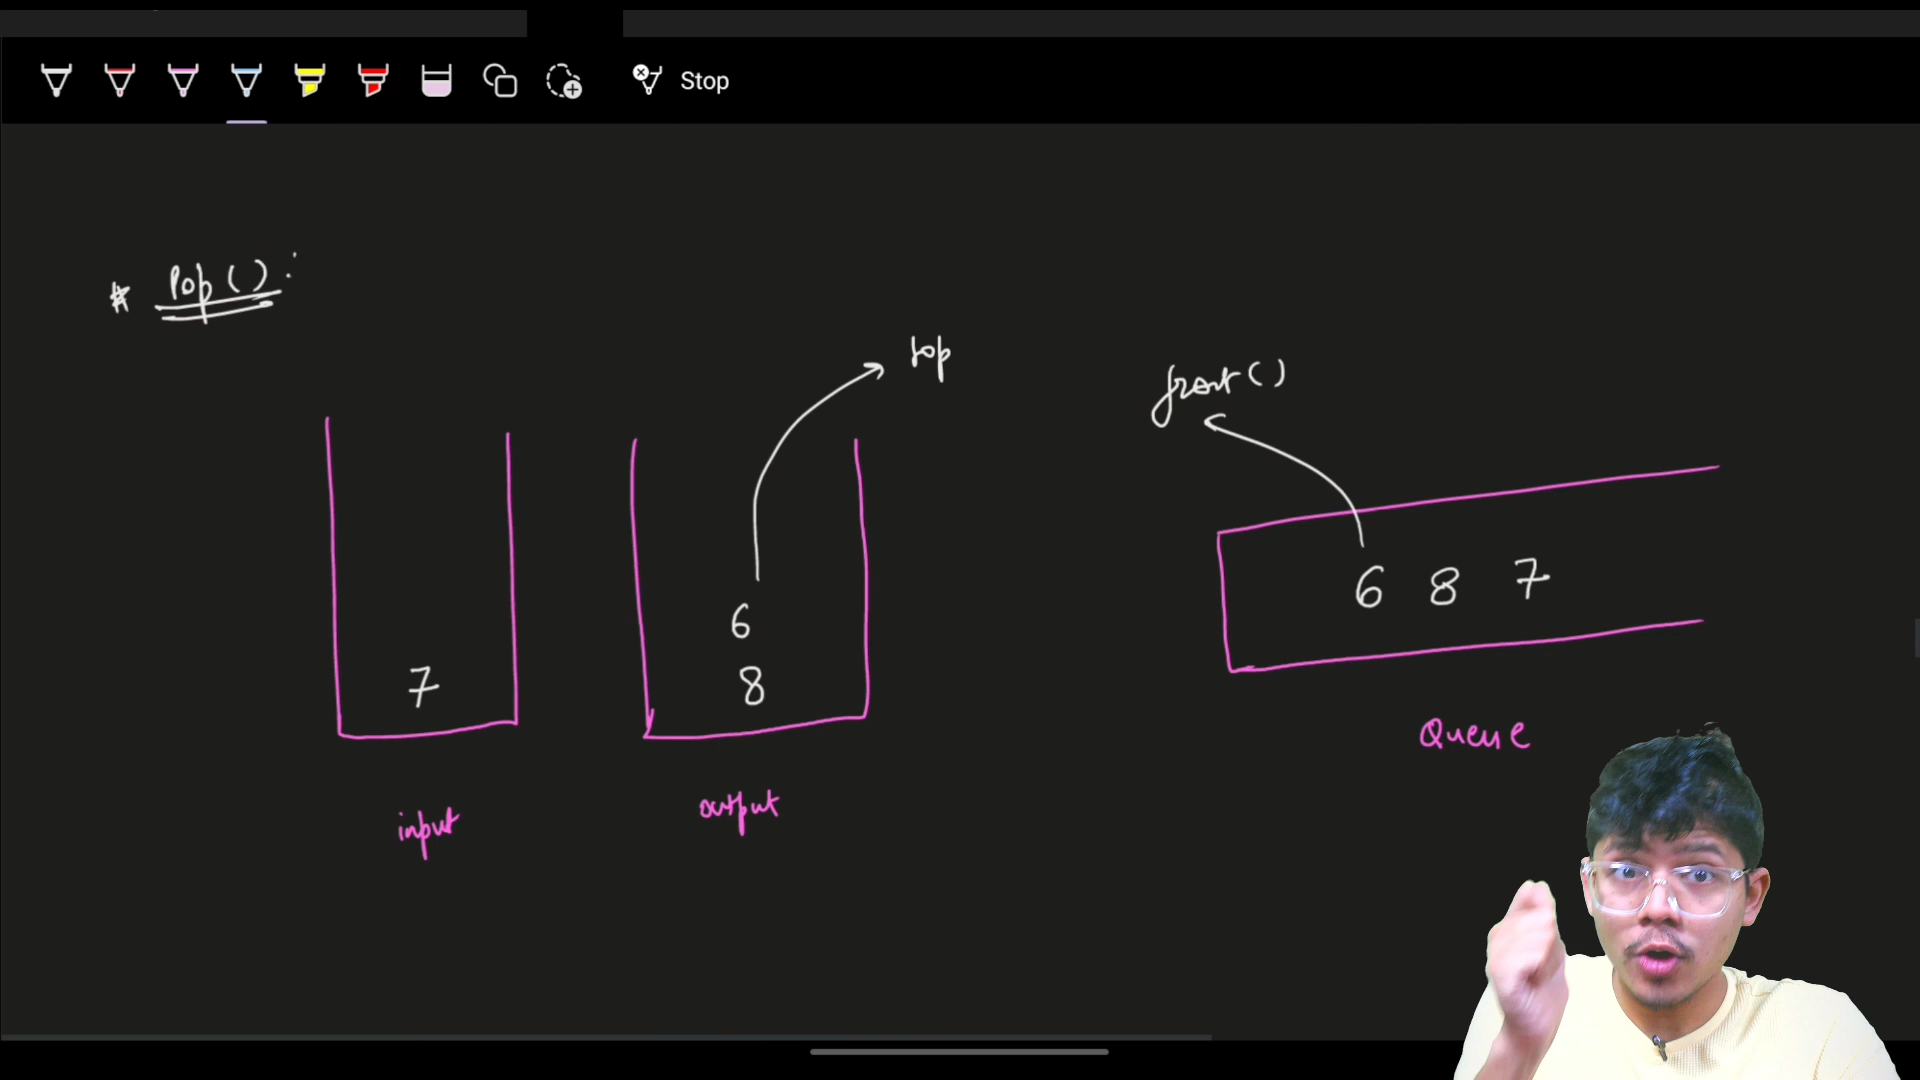 Stop
* Pop() :
top
front()
6 8 7
7
6
8
Queue
input
output